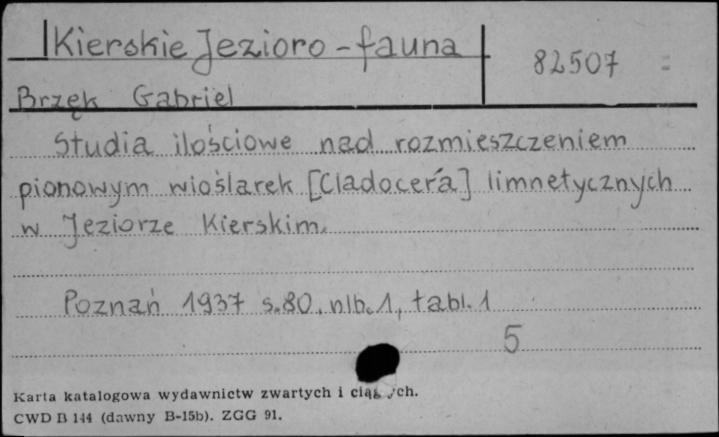 Kierskie Jezioro - fauna
82507
Brzęk Gabriel
Studia ilościowe nad rozmieszczeniem
pionowym wioślarek [Cladocera] limnetycznych
w Jeziorze Kierskim.
Poznań 1937 s. 80, nlb. 1, tabl. 1
5
Karta katalogowa wydawnictw zwartych i
CWD B 144 (dawny B-15b). ZGG 91.